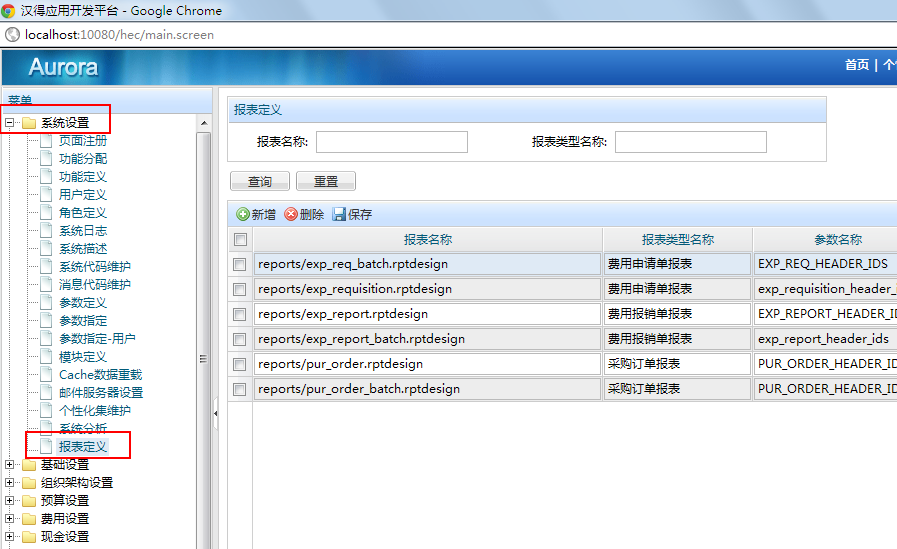 汉得应用开发平台 - Google Chrome
localhost:10080/hec/main.screen
Aurora
首页 | 个
菜单
系统设置
页面注册
功能分配
功能定义
用户定义
角色定义
系统日志
系统描述
系统代码维护
消息代码维护
参数定义
参数指定
参数指定-用户
模块定义
Cache数据重载
邮件服务器设置
个性化集维护
系统分析
报表定义
基础设置
组织架构设置
预算设置
费用设置
现金设置
报表定义
报表名称: 报表类型名称:
查询 重置
新增 删除 保存
报表名称 报表类型名称 参数名称
reports/exp_req_batch.rptdesign 费用申请单报表 EXP_REQ_HEADER_IDS
reports/exp_requisition.rptdesign 费用申请单报表 exp_requisition_header_i
reports/exp_report.rptdesign 费用报销单报表 EXP_REPORT_HEADER_ID
reports/exp_report_batch.rptdesign 费用报销单报表 exp_report_header_ids
reports/pur_order.rptdesign 采购订单报表 PUR_ORDER_HEADER_ID
reports/pur_order_batch.rptdesign 采购订单报表 PUR_ORDER_HEADER_ID